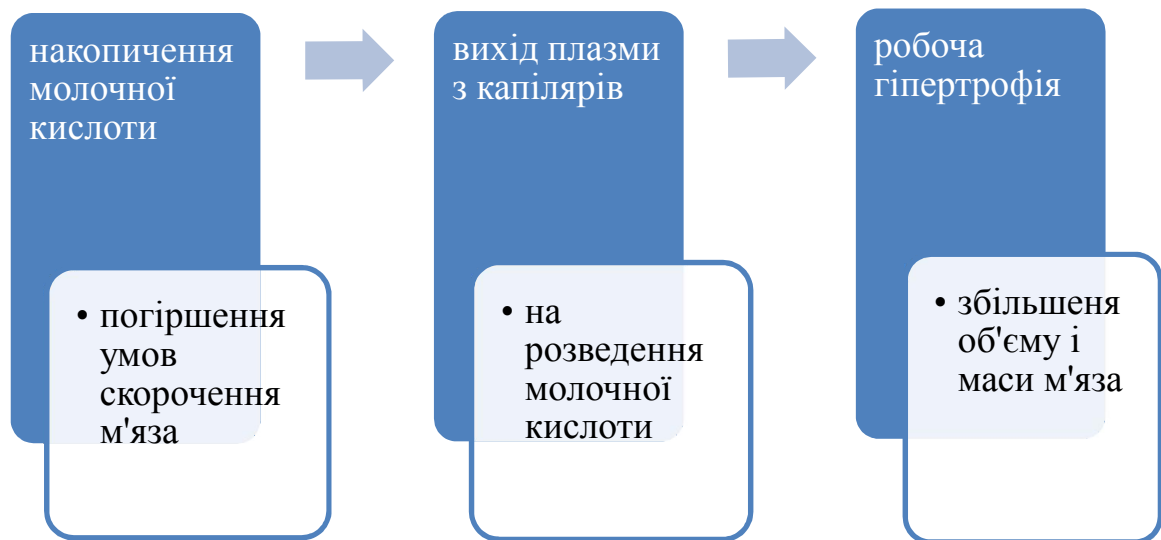 накопичення
молочної
кислоти
• погіршення
умов
скорочення
м'яза
вихід плазми
з капілярів
• на
розведення
молочної
кислоти
робоча
гіпертрофія
• збільшеня
об'єму і
маси м'яза